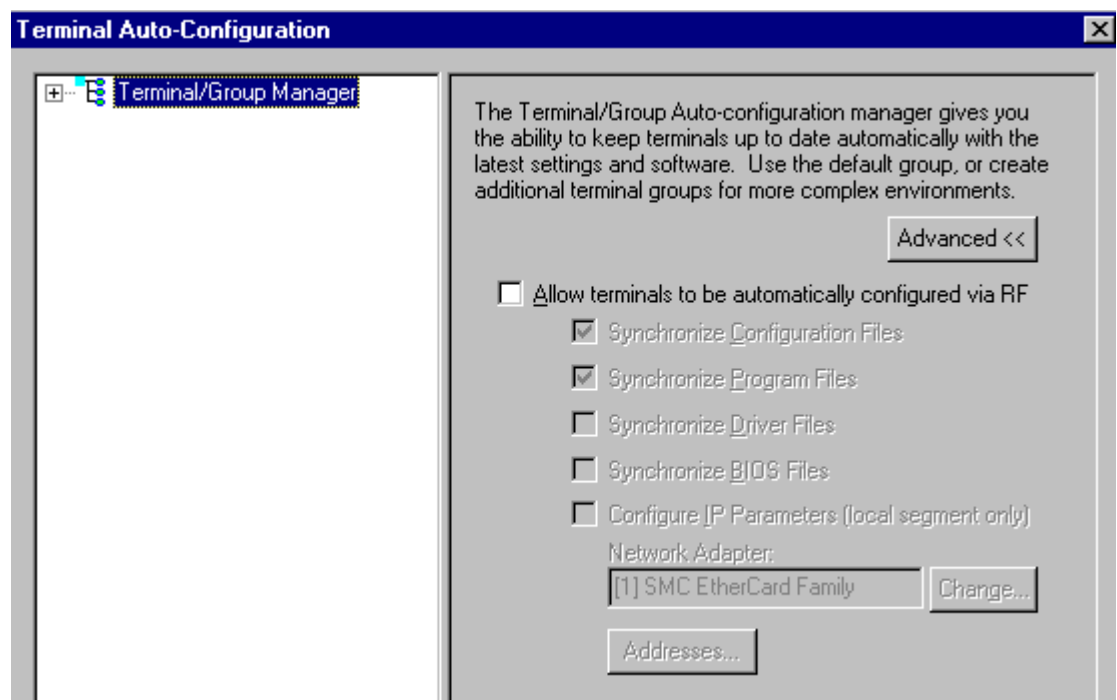 Terminal Auto-Configuration
Terminal/Group Manager
The Terminal/Group Auto-configuration manager gives you
the ability to keep terminals up to date automatically with the
latest settings and software. Use the default group, or create
additional terminal groups for more complex environments.
Advanced <<
Allow terminals to be automatically configured via RF
Synchronize Configuration Files
Synchronize Program Files
Synchronize Driver Files
Synchronize BIOS Files
Configure IP Parameters (local segment only)
Network Adapter:
[1] SMC EtherCard Family
Change...
Addresses...